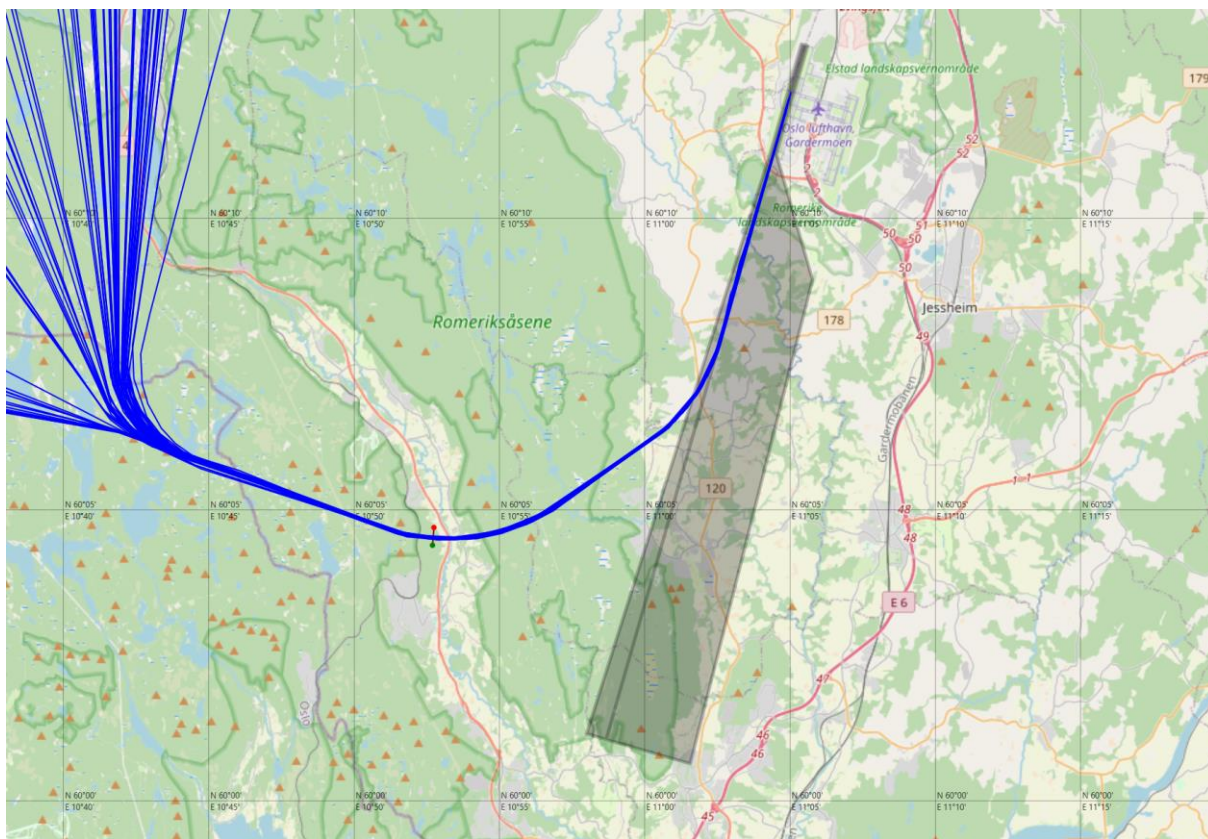 Elstad landskapsvernområde
179
4
Oslo lufthavn,
Gardermoen
52
52
2
2
N 60°10'
E 10°40'
N 60°10'
E 10°45'
N 60°10'
E 10°55'
N 60°10'
E 11°00'
Romerike
landskapsvernområde
N 60°10'
E 11°10'
N 60°10'
E 11°15'
51
50
50
50
Romeriksåsene
178
Jessheim
49
Gardermobanen
120
1
1
N 60°05'
E 10°40'
N 60°05'
E 10°45'
N 60°05'
E 10°50'
N 60°05'
E 10°55'
N 60°05'
E 11°00'
N 60°05'
E 11°05'
N 60°05'
E 11°10'
N 60°05'
E 11°15'
48
48
E 6
47
Oslo
46
46
N 60°00'
E 10°40'
N 60°00'
E 10°45'
N 60°00'
E 10°50'
N 60°00'
E 10°55'
N 60°00'
E 11°00'
N 60°00'
E 11°05'
N 60°00'
E 11°10'
N 60°00'
E 11°15'
45